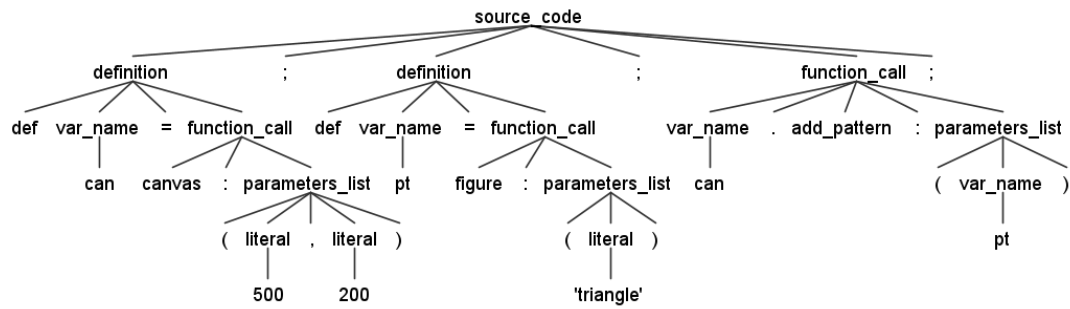 source_code
definition ; definition ; function_call ;
def var_name = function_call def var_name = function_call var_name . add_pattern : parameters_list
can canvas : parameters_list pt figure : parameters_list can ( var_name )
( literal , literal ) ( literal ) pt
500 200 'triangle'